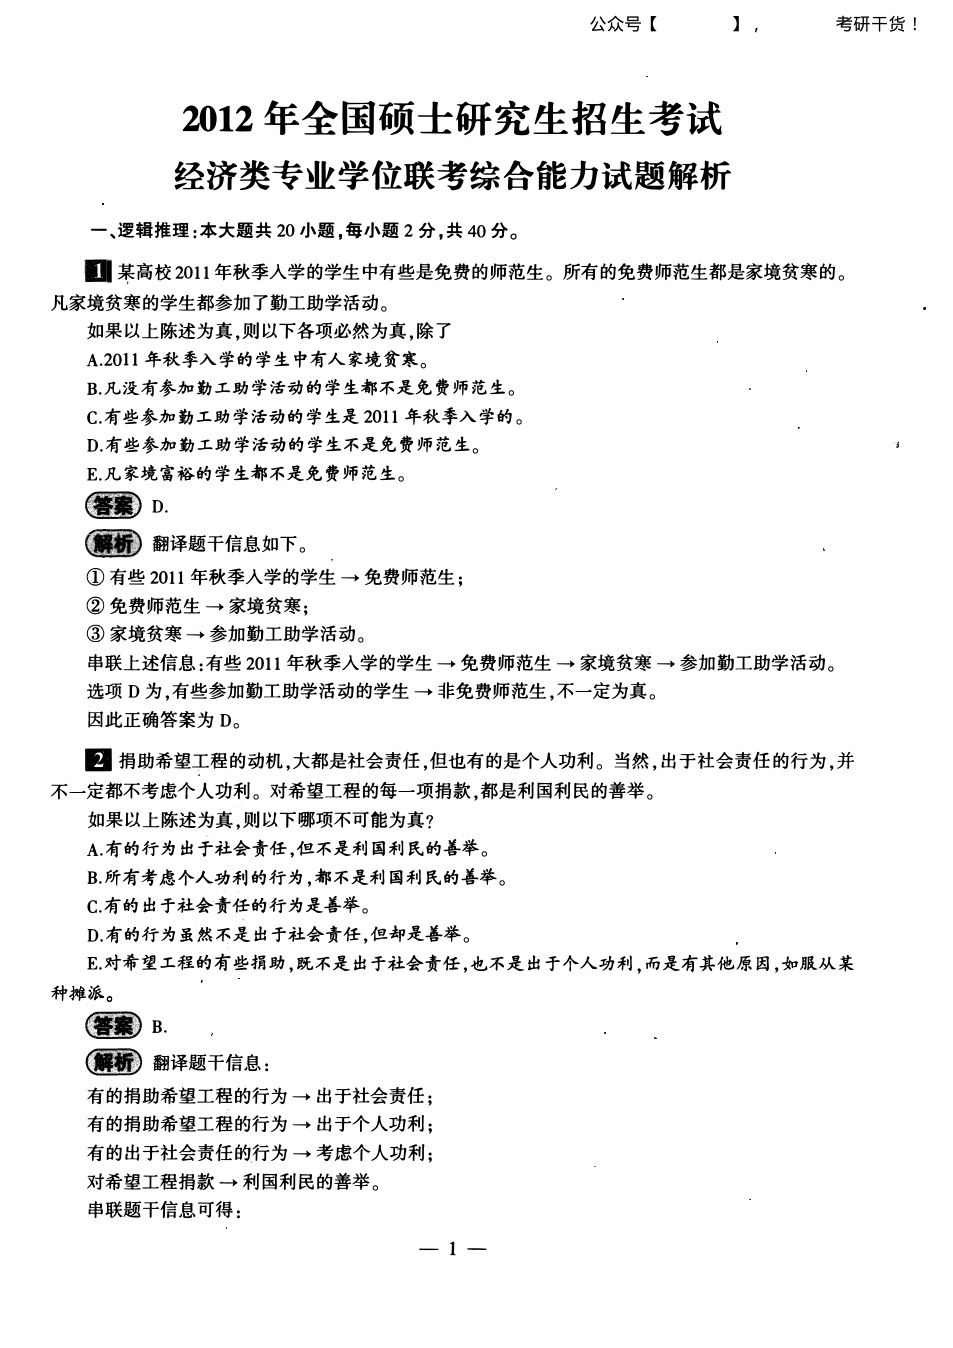 公众号【 】，考研干货！
2012 年全国硕士研究生招生考试
经济类专业学位联考综合能力试题解析
一、逻辑推理:本大题共 20 小题,每小题 2 分,共 40 分。
1 某高校 2011 年秋季入学的学生中有些是免费的师范生。所有的免费师范生都是家境贫寒的。
凡家境贫寒的学生都参加了勤工助学活动。
如果以上陈述为真,则以下各项必然为真,除了
A.2011 年秋季入学的学生中有人家境贫寒。
B.凡没有参加勤工助学活动的学生都不是免费师范生。
C.有些参加勤工助学活动的学生是 2011 年秋季入学的。
D.有些参加勤工助学活动的学生不是免费师范生。
E.凡家境富裕的学生都不是免费师范生。
答案 D.
解析 翻译题干信息如下。
① 有些 2011 年秋季入学的学生 → 免费师范生;
② 免费师范生 → 家境贫寒;
③ 家境贫寒 → 参加勤工助学活动。
串联上述信息:有些 2011 年秋季入学的学生 → 免费师范生 → 家境贫寒 → 参加勤工助学活动。
选项 D 为,有些参加勤工助学活动的学生 → 非免费师范生,不一定为真。
因此正确答案为 D。
2 捐助希望工程的动机,大都是社会责任,但也有的是个人功利。当然,出于社会责任的行为,并
不一定都不考虑个人功利。对希望工程的每一项捐款,都是利国利民的善举。
如果以上陈述为真,则以下哪项不可能为真?
A.有的行为出于社会责任,但不是利国利民的善举。
B.所有考虑个人功利的行为,都不是利国利民的善举。
C.有的出于社会责任的行为是善举。
D.有的行为虽然不是出于社会责任,但却是善举。
E.对希望工程的有些捐助,既不是出于社会责任,也不是出于个人功利,而是有其他原因,如服从某
种摊派。
答案 B.
解析 翻译题干信息:
有的捐助希望工程的行为 → 出于社会责任;
有的捐助希望工程的行为 → 出于个人功利;
有的出于社会责任的行为 → 考虑个人功利;
对希望工程捐款 → 利国利民的善举。
串联题干信息可得:
— 1 —